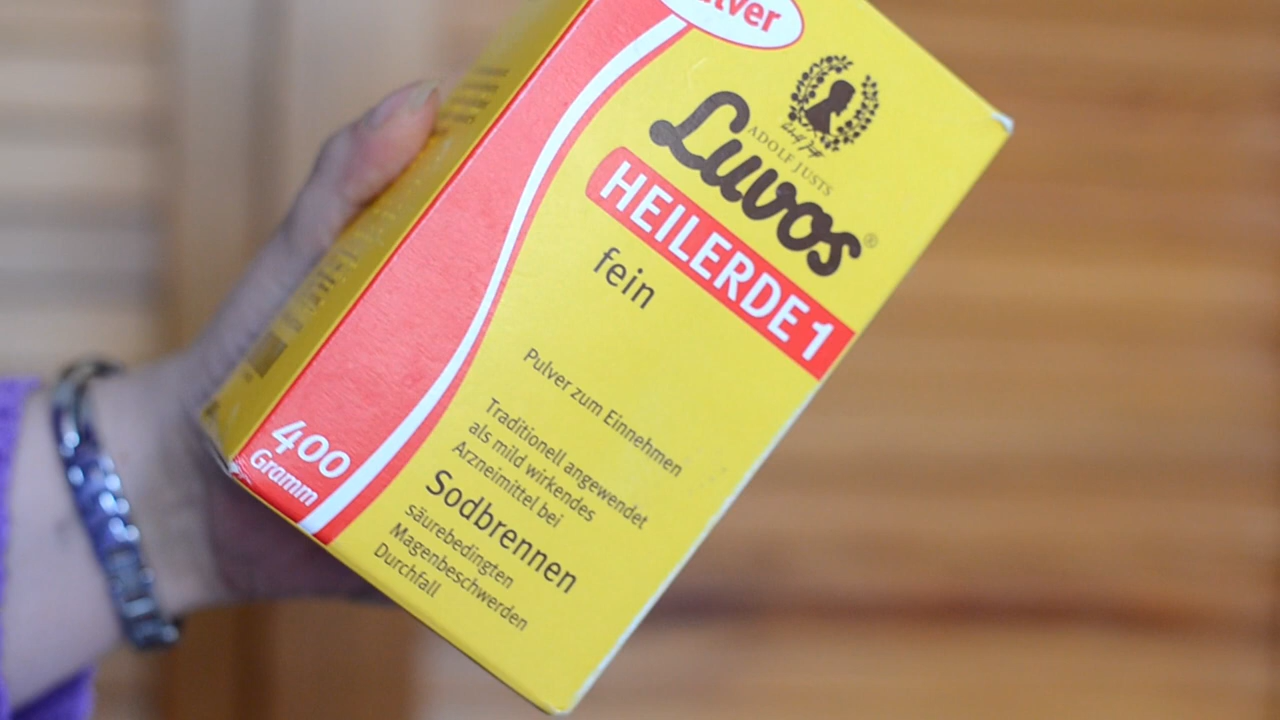 ADOLF JUSTS
Luvos®
HEILERDE 1
fein
Pulver zum Einnehmen
Traditionell angewendet
als mild wirkendes
Arzneimittel bei
Sodbrennen
säurebedingten
Magenbeschwerden
Durchfall
400
Gramm